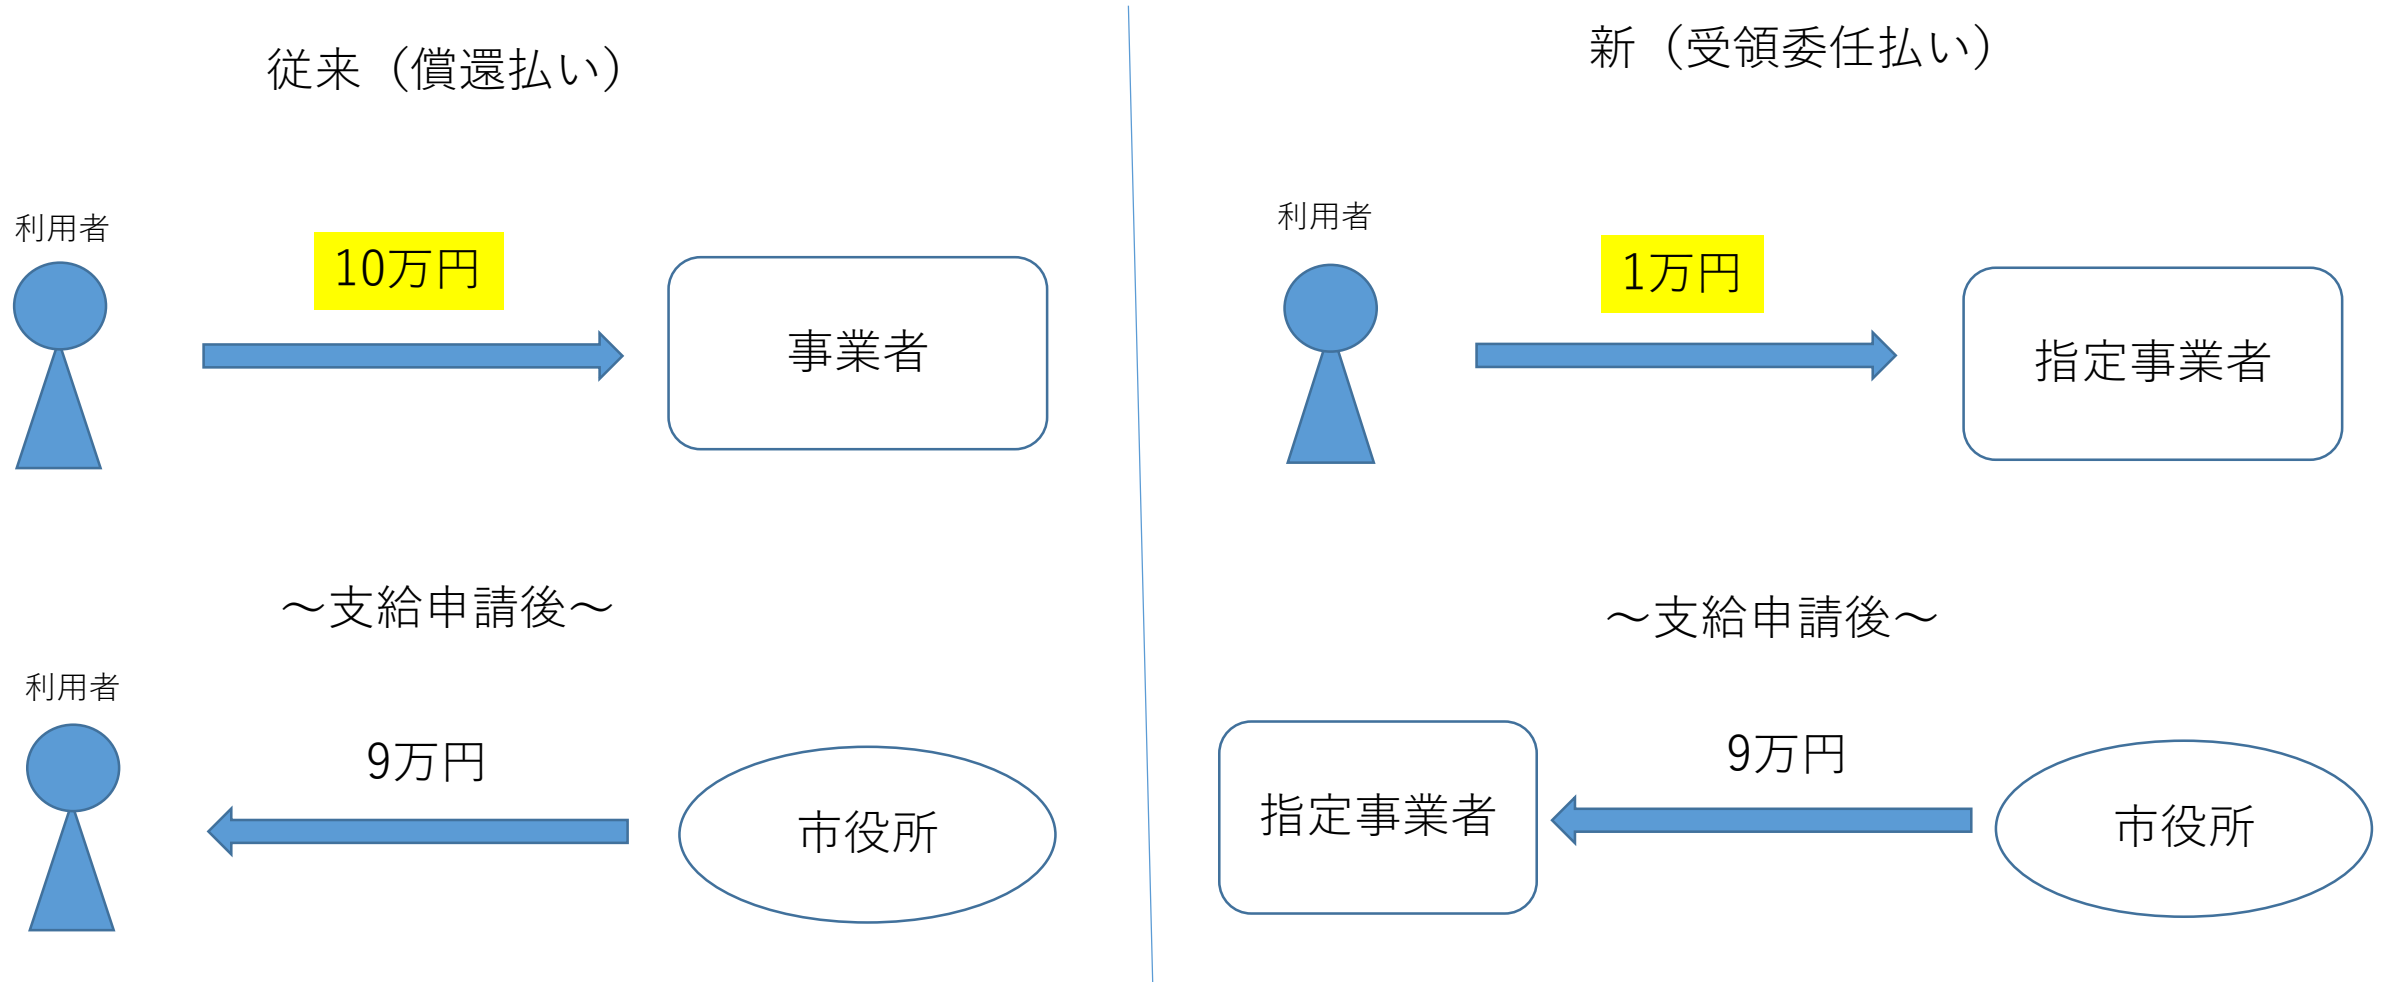 従来（償還払い）
利用者
10万円
事業者
～支給申請後～
利用者
9万円
市役所
新（受領委任払い）
利用者
1万円
指定事業者
～支給申請後～
指定事業者
9万円
市役所